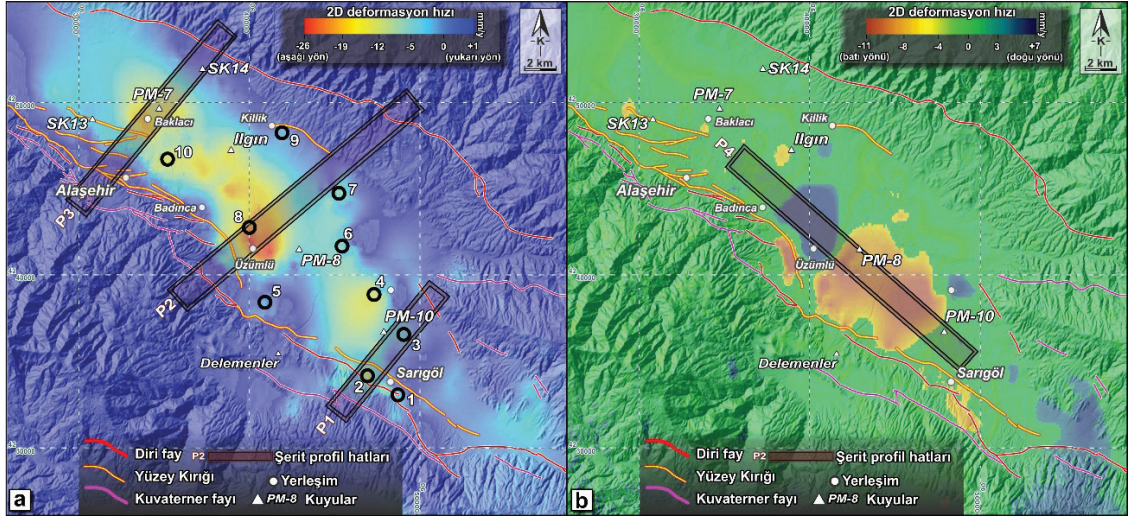 2D deformasyon hızı
mm/y
-26
-19
-12
-6
+1
(aşağı yön)
(yukarı yön)
K
2 km
SK14
PM-7
SK13
Baklacı
Killik
Ilgın
9
10
Alaşehir
Badınca
P3
7
8
6
Üzümlü
PM-8
P2
4
5
PM-10
3
Delemenler
2
Sarıgöl
1
P1
Diri fay
P2
Şerit profil hatları
Yüzey Kırığı
Yerleşim
Kuvaterner fayı
PM-8
Kuyular
a
2D deformasyon hızı
mm/y
-11
-8
-4
0
+3
+7
(batı yönü)
(doğu yönü)
K
2 km
SK14
PM-7
SK13
Baklacı
Killik
Ilgın
P4
Alaşehir
Badınca
Üzümlü
PM-8
PM-10
Delemenler
Sarıgöl
Diri fay
P2
Şerit profil hatları
Yüzey Kırığı
Yerleşim
Kuvaterner fayı
PM-8
Kuyular
b